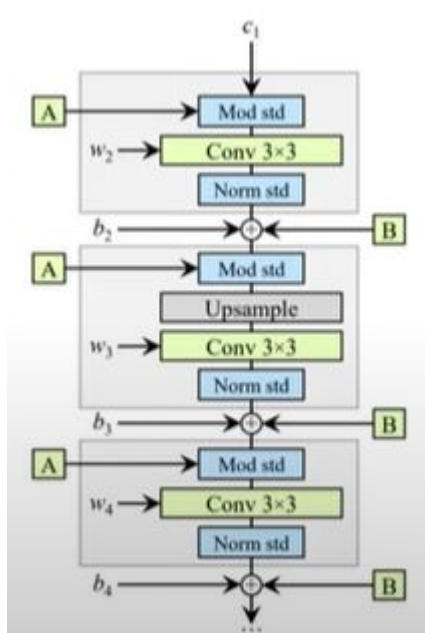 c₁
A Mod std
w₂ Conv 3×3
Norm std
b₂ + B
A Mod std
Upsample
w₃ Conv 3×3
Norm std
b₃ + B
A Mod std
w₄ Conv 3×3
Norm std
b₄ + B
...